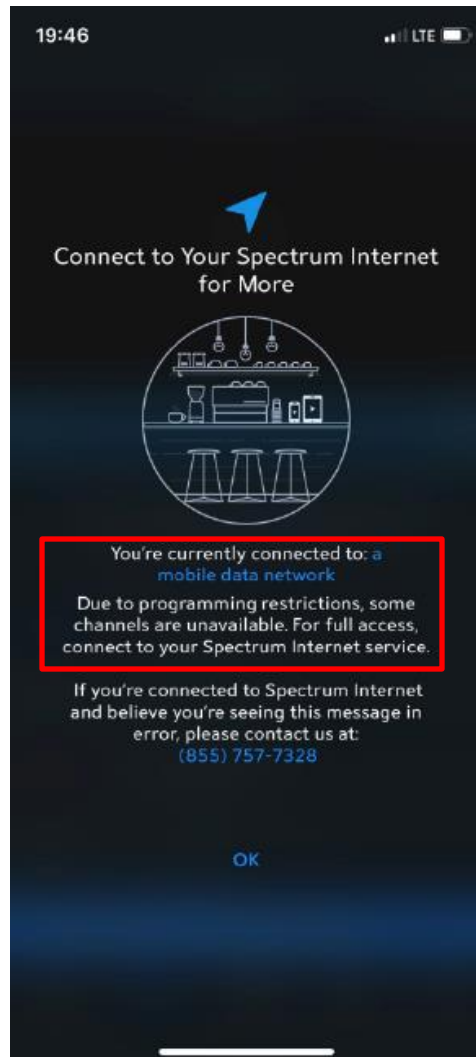 19:46
LTE
Connect to Your Spectrum Internet
for More
You're currently connected to: a
mobile data network
Due to programming restrictions, some
channels are unavailable. For full access,
connect to your Spectrum Internet service.
If you're connected to Spectrum Internet
and believe you're seeing this message in
error, please contact us at:
(855) 757-7328
OK